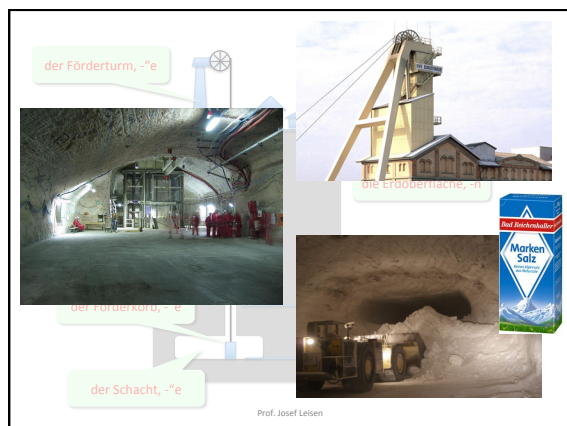 der Förderturm, -“e
die Erdoberfläche, -n
Bad Reichenhaller
Marken
Salz
der Förderkorb, -“e
der Schacht, -“e
Prof. Josef Leisen